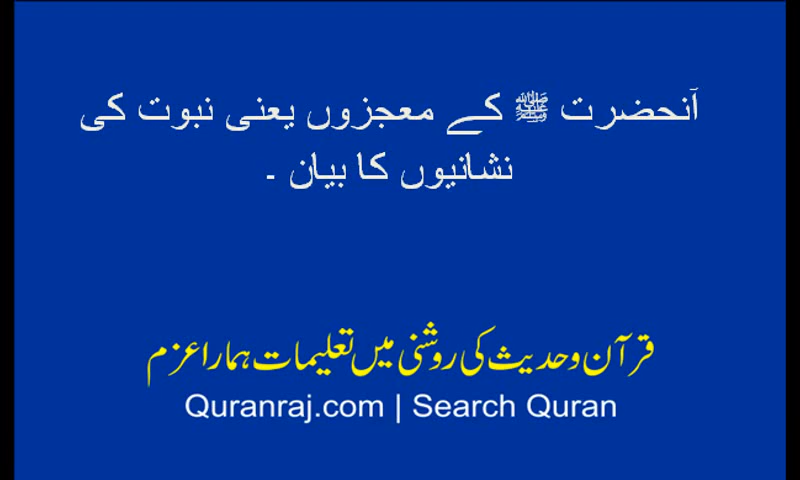 آنحضرت ﷺ کے معجزوں یعنی نبوت کی
نشانیوں کا بیان ۔
قرآن و حدیث کی روشنی میں تعلیمات ہمارا عزم
Quranraj.com | Search Quran